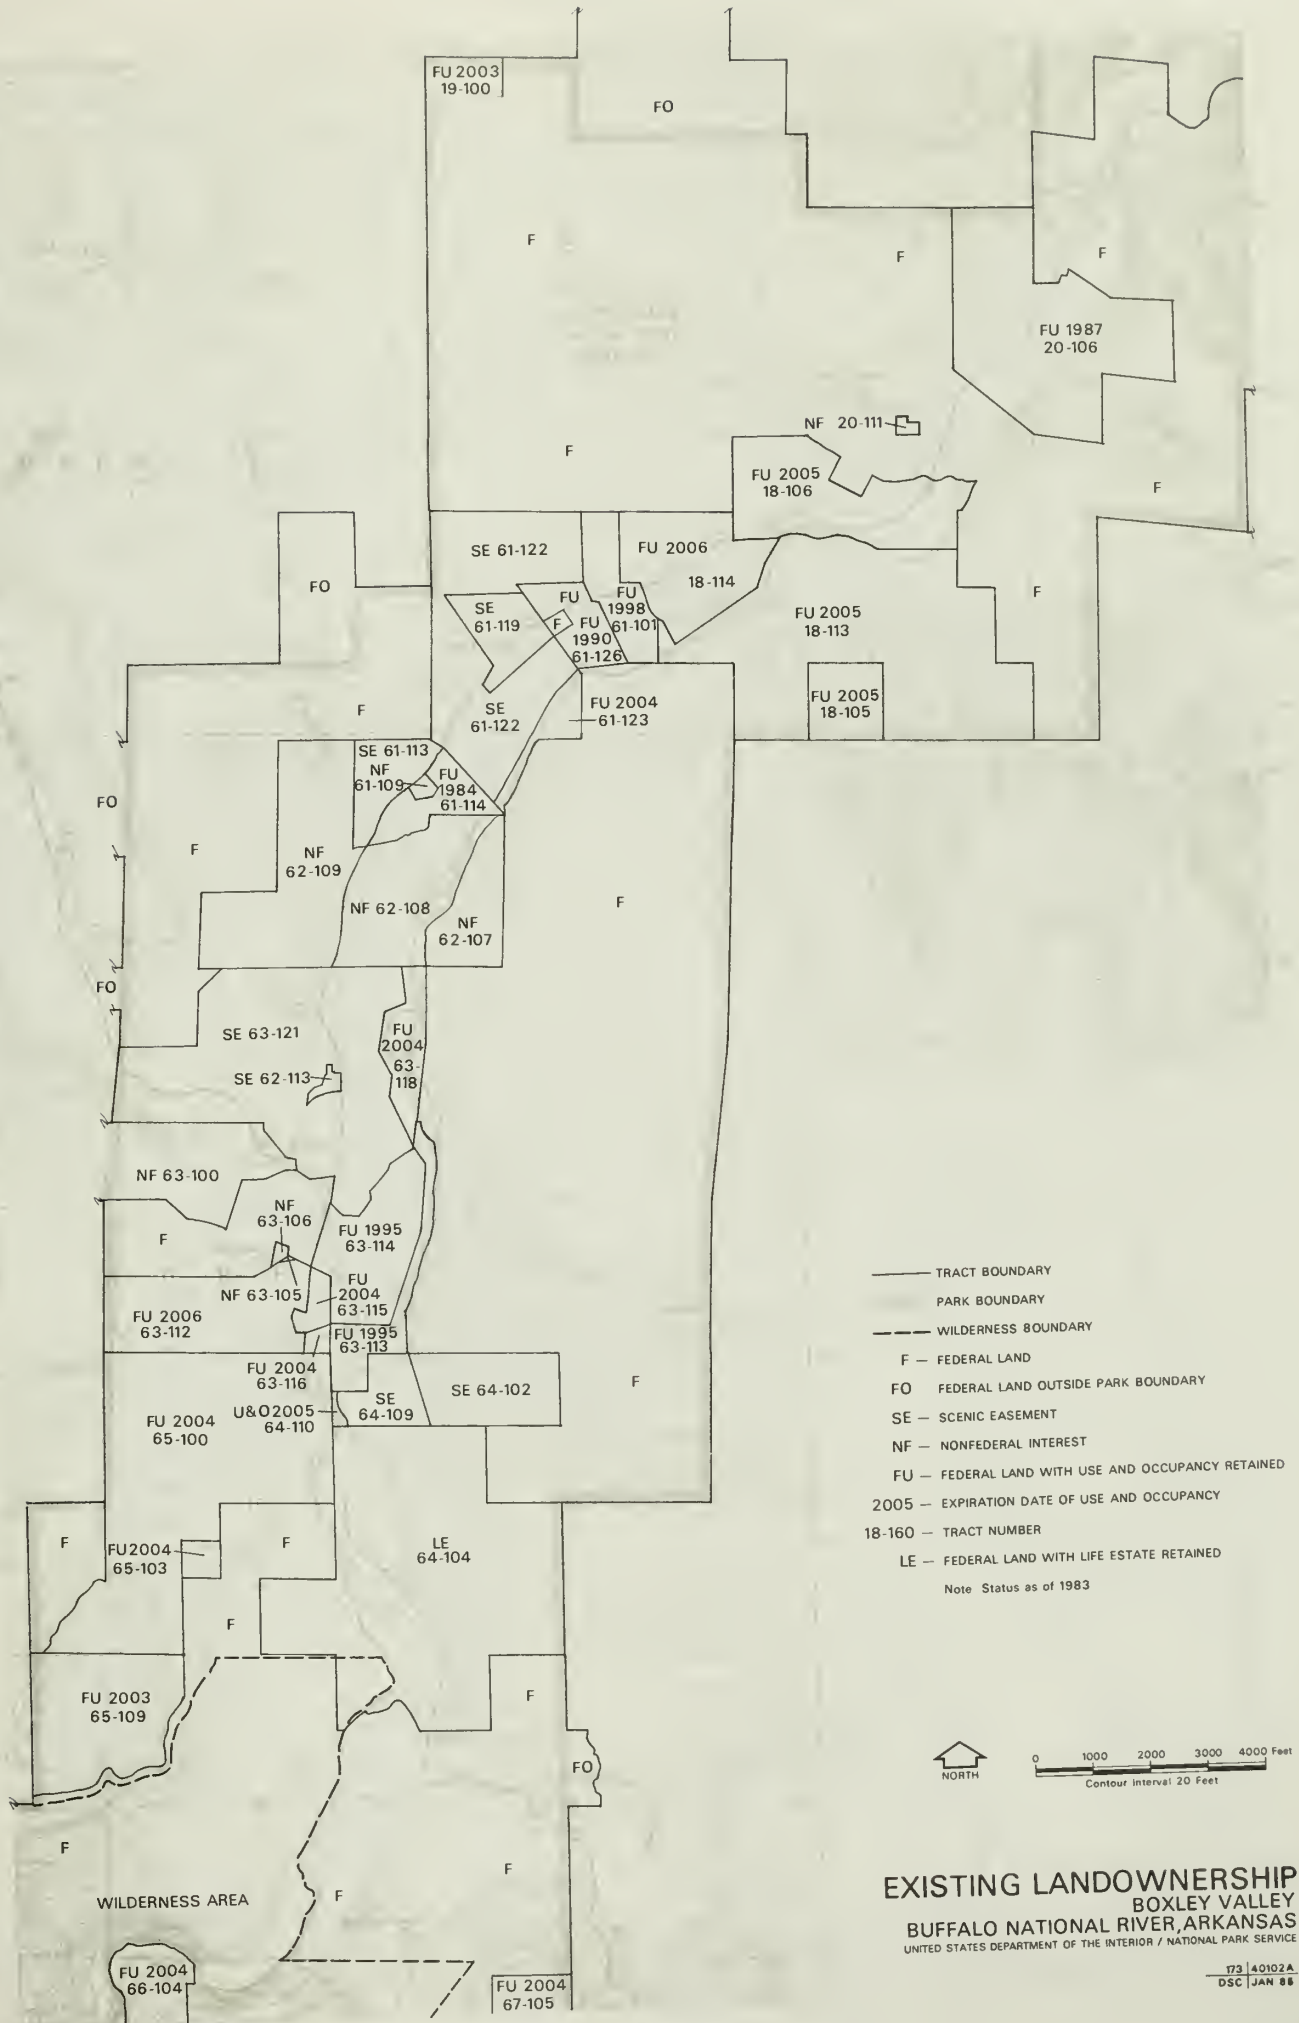 FU 2003
19-100
FO
F
F
F
FU 1987
20-106
NF 20-111
F
FU 2005
18-106
F
SE 61-122
FU 2006
18-114
FO
FU
FU
1998
61-101
F
SE
61-119
F
FU
1990
61-126
FU 2005
18-113
FU 2004
61-123
FU 2005
18-105
SE
61-122
F
SE 61-113
NF
61-109
FU
1984
61-114
FO
F
NF
62-109
NF 62-108
NF
62-107
F
FO
SE 63-121
FU
2004
63-
118
SE 62-113
NF 63-100
NF
63-106
F
FU 1995
63-114
NF 63-105
FU
2004
63-115
FU 2006
63-112
FU 1995
63-113
FU 2004
63-116
SE 64-102
F
SE
64-109
U&O2005
64-110
FU 2004
65-100
F
FU2004
65-103
F
LE
64-104
F
FU 2003
65-109
F
FO
F
F
F
WILDERNESS AREA
FU 2004
66-104
FU 2004
67-105
TRACT BOUNDARY
PARK BOUNDARY
WILDERNESS BOUNDARY
F — FEDERAL LAND
FO FEDERAL LAND OUTSIDE PARK BOUNDARY
SE — SCENIC EASEMENT
NF — NONFEDERAL INTEREST
FU — FEDERAL LAND WITH USE AND OCCUPANCY RETAINED
2005 — EXPIRATION DATE OF USE AND OCCUPANCY
18-160 — TRACT NUMBER
LE — FEDERAL LAND WITH LIFE ESTATE RETAINED
Note Status as of 1983
NORTH
0 1000 2000 3000 4000 Feet
Contour Interval 20 Feet
EXISTING LANDOWNERSHIP
BOXLEY VALLEY
BUFFALO NATIONAL RIVER, ARKANSAS
UNITED STATES DEPARTMENT OF THE INTERIOR / NATIONAL PARK SERVICE
173 | 40102A
DSC | JAN 85